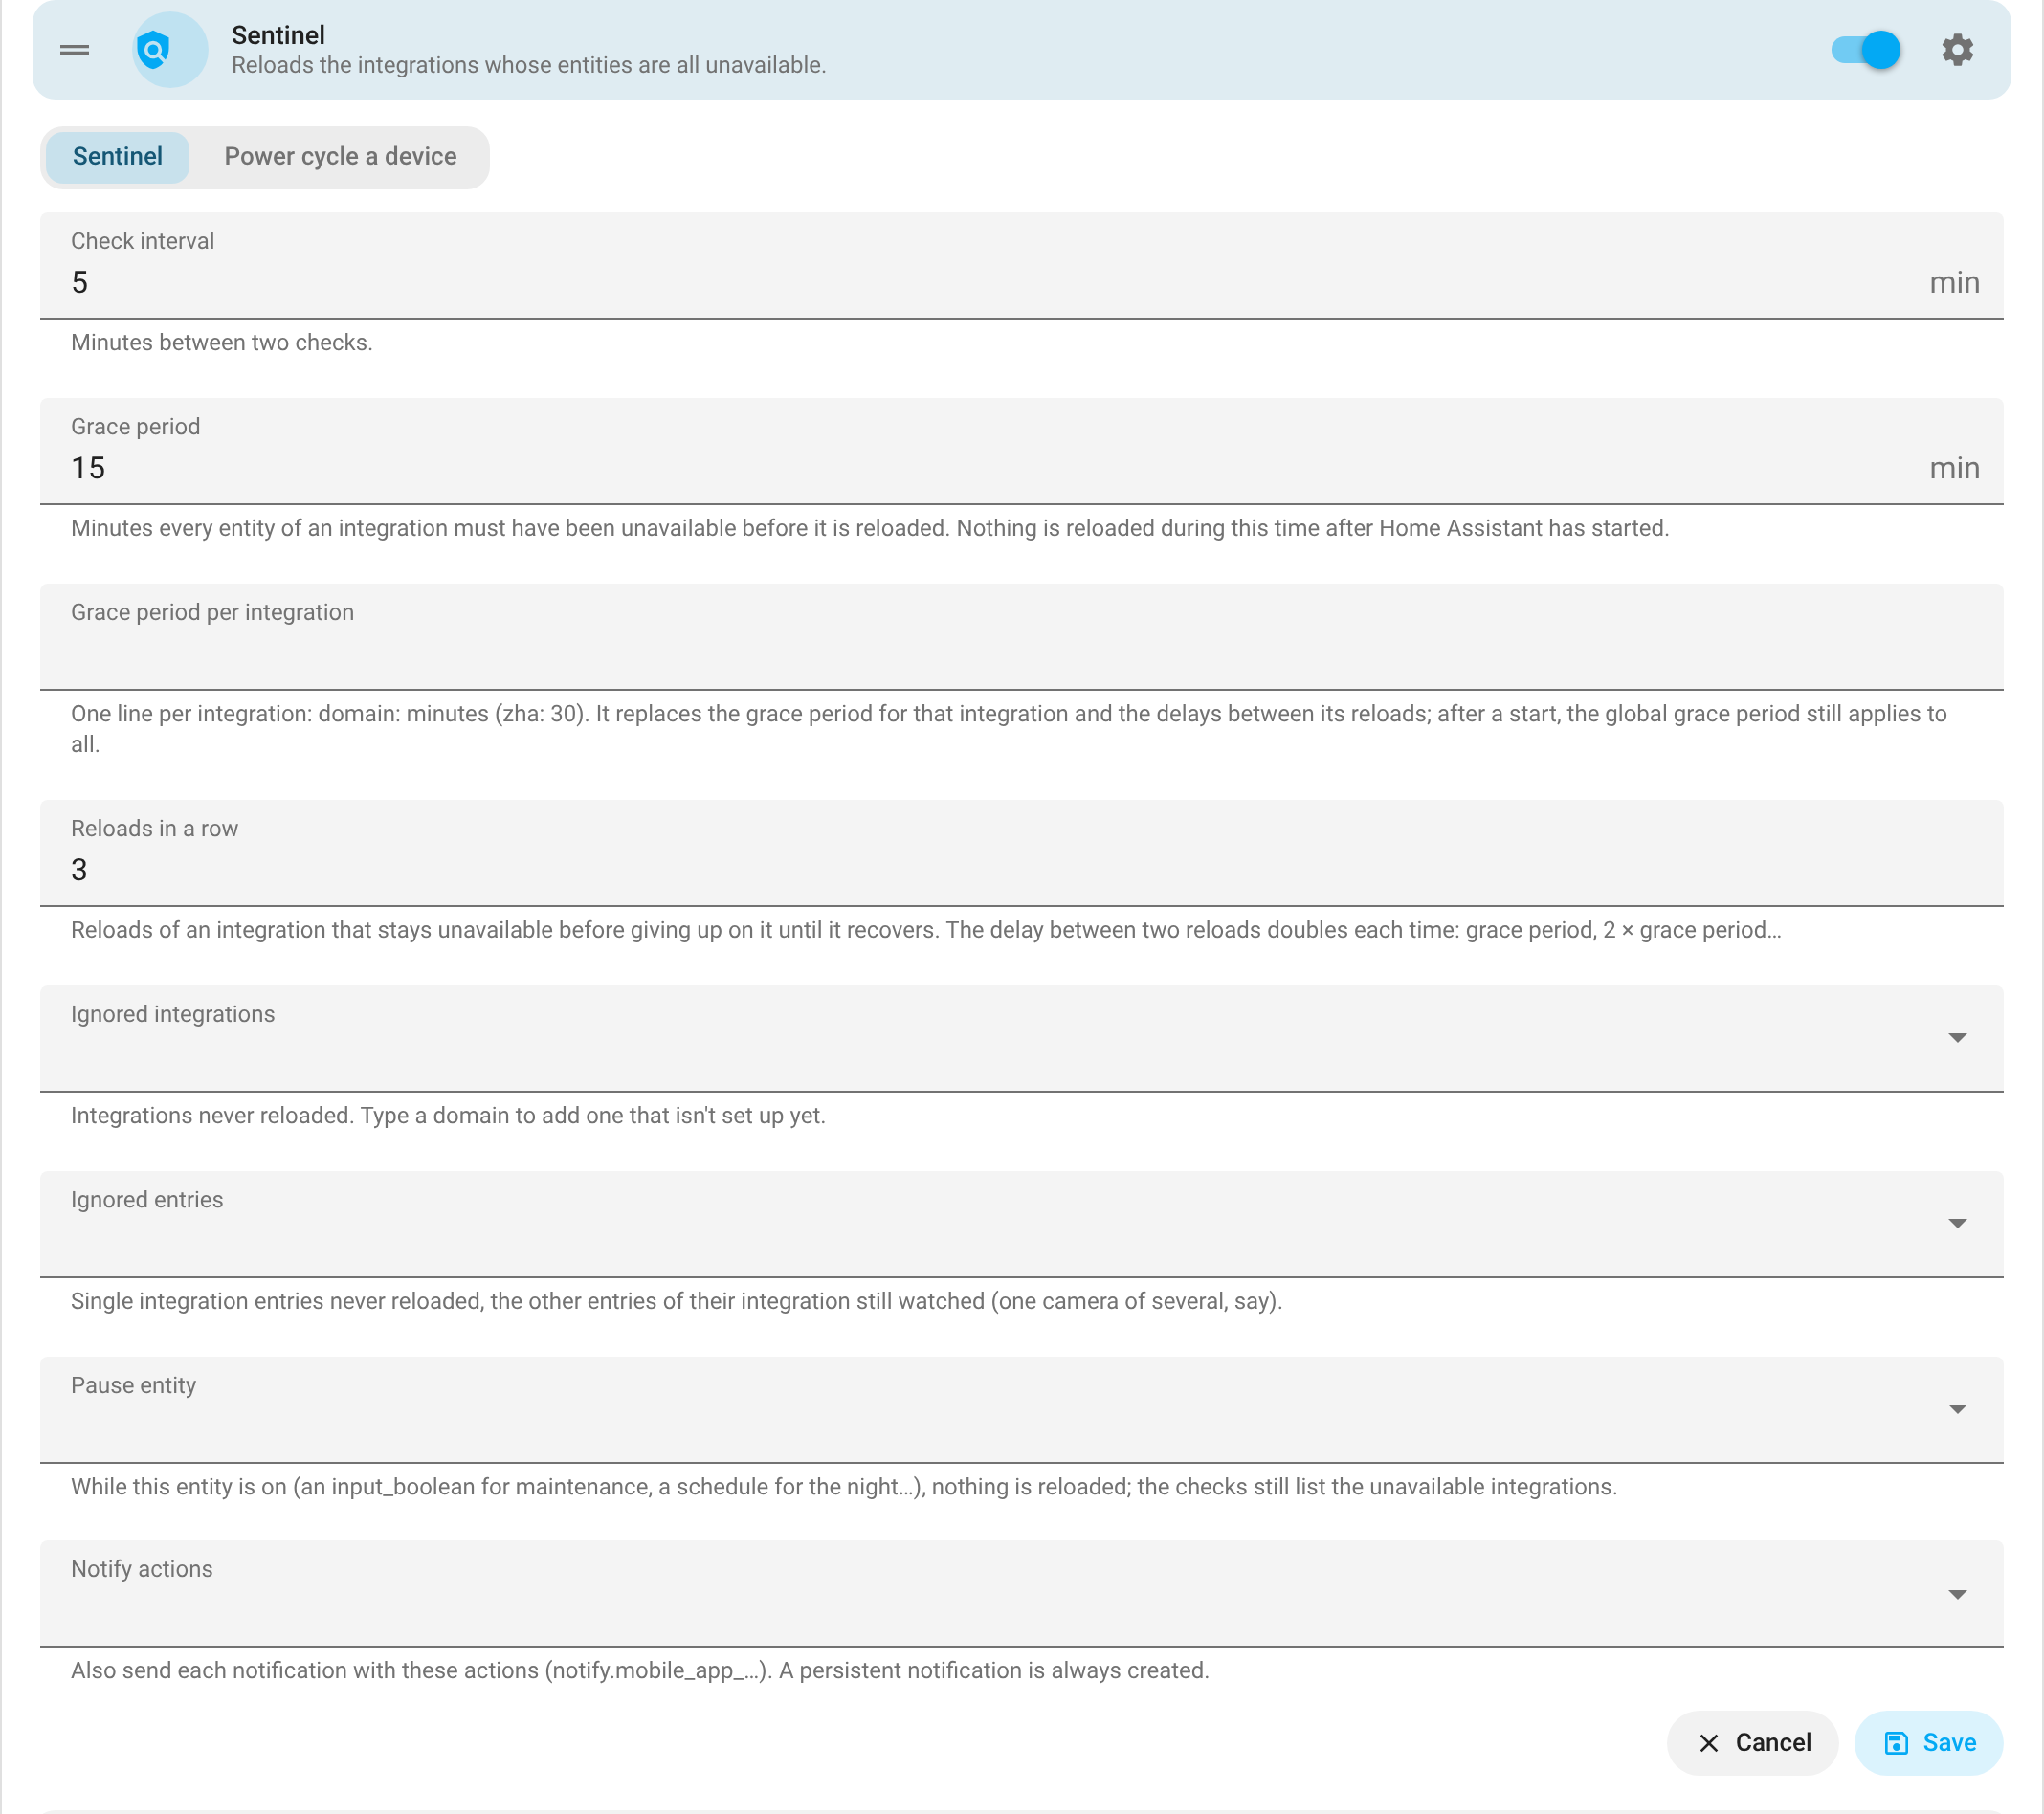 Sentinel
Reloads the integrations whose entities are all unavailable.
Sentinel
Power cycle a device
Check interval
5
min
Minutes between two checks.
Grace period
15
min
Minutes every entity of an integration must have been unavailable before it is reloaded. Nothing is reloaded during this time after Home Assistant has started.
Grace period per integration
One line per integration: domain: minutes (zha: 30). It replaces the grace period for that integration and the delays between its reloads; after a start, the global grace period still applies to
all.
Reloads in a row
3
Reloads of an integration that stays unavailable before giving up on it until it recovers. The delay between two reloads doubles each time: grace period, 2 × grace period…
Ignored integrations
Integrations never reloaded. Type a domain to add one that isn't set up yet.
Ignored entries
Single integration entries never reloaded, the other entries of their integration still watched (one camera of several, say).
Pause entity
While this entity is on (an input_boolean for maintenance, a schedule for the night…), nothing is reloaded; the checks still list the unavailable integrations.
Notify actions
Also send each notification with these actions (notify.mobile_app_…). A persistent notification is always created.
Cancel
Save